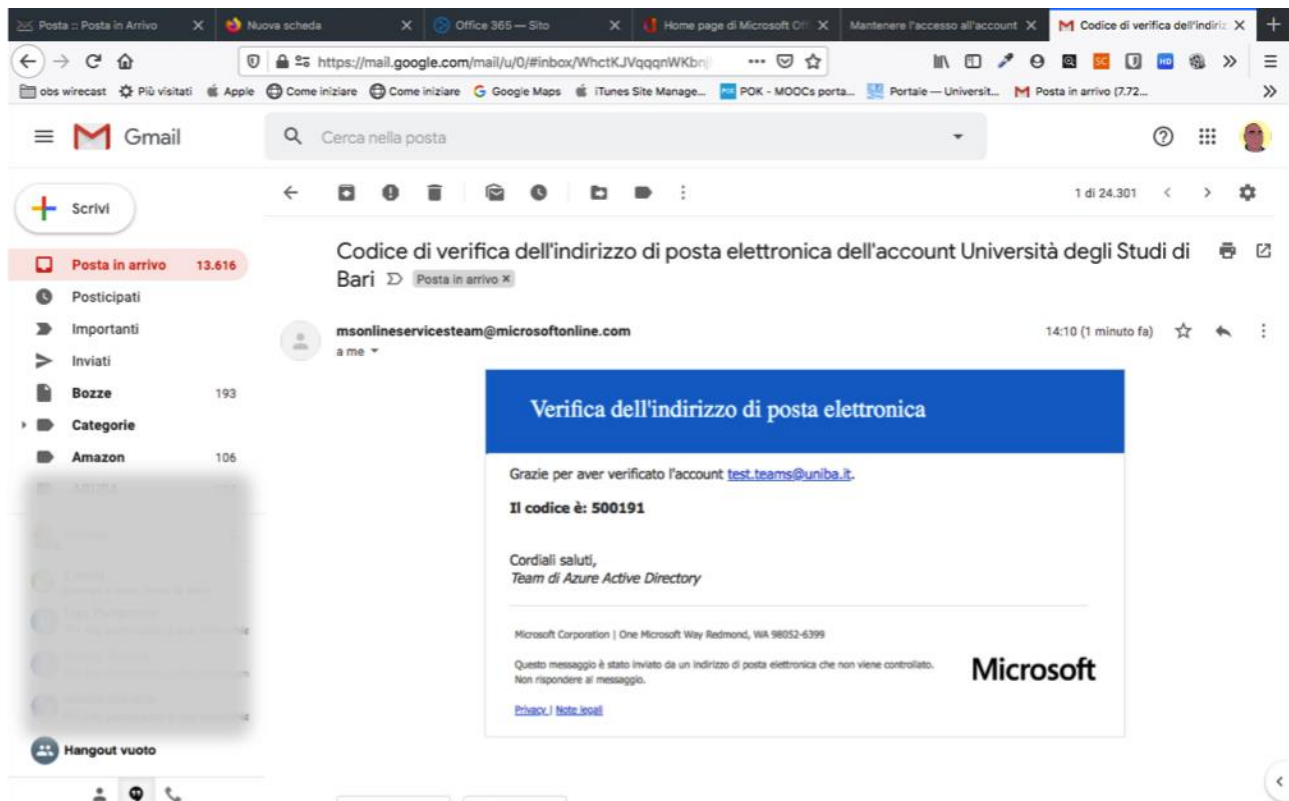 Posta :: Posta in Arrivo
Nuova scheda
Office 365 — Sito
Home page di Microsoft Off
Mantenere l'accesso all'account
Codice di verifica dell'indiriz
https://mail.google.com/mail/u/0/#inbox/WhctKJVqqqnWKbnj
obs wirecast Più visitati Apple Come iniziare Come iniziare Google Maps iTunes Site Manage... POK - MOOCs porta... Portale — Universit... Posta in arrivo (7.72...
Gmail
Cerca nella posta
Scrivi
1 di 24.301
Posta in arrivo 13.616
Posticipati
Importanti
Inviati
Bozze 193
Categorie
Amazon 106
Hangout vuoto
Codice di verifica dell'indirizzo di posta elettronica dell'account Università degli Studi di
Bari Posta in arrivo x
msonlineservicesteam@microsoftonline.com 14:10 (1 minuto fa)
a me
Verifica dell'indirizzo di posta elettronica
Grazie per aver verificato l'account test.teams@uniba.it.
Il codice è: 500191
Cordiali saluti,
Team di Azure Active Directory
Microsoft Corporation | One Microsoft Way Redmond, WA 98052-6399
Questo messaggio è stato inviato da un indirizzo di posta elettronica che non viene controllato.
Non rispondere al messaggio.
Microsoft
Privacy | Note legali